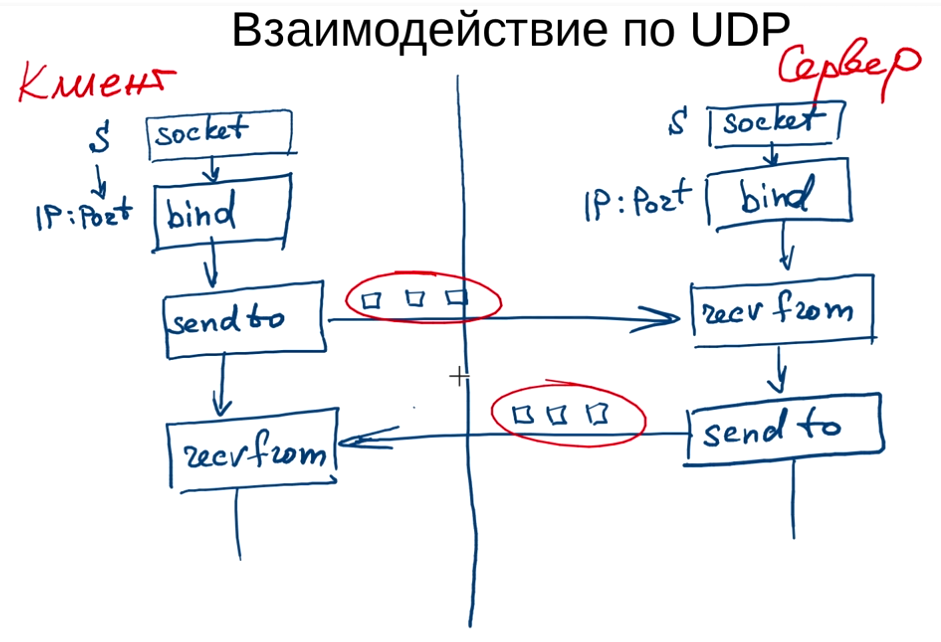 Взаимодействие по UDP
Клиент
Сервер
S
socket
S
socket
IP:Port
bind
IP:Port
bind
sendto
recvfrom
recvfrom
sendto